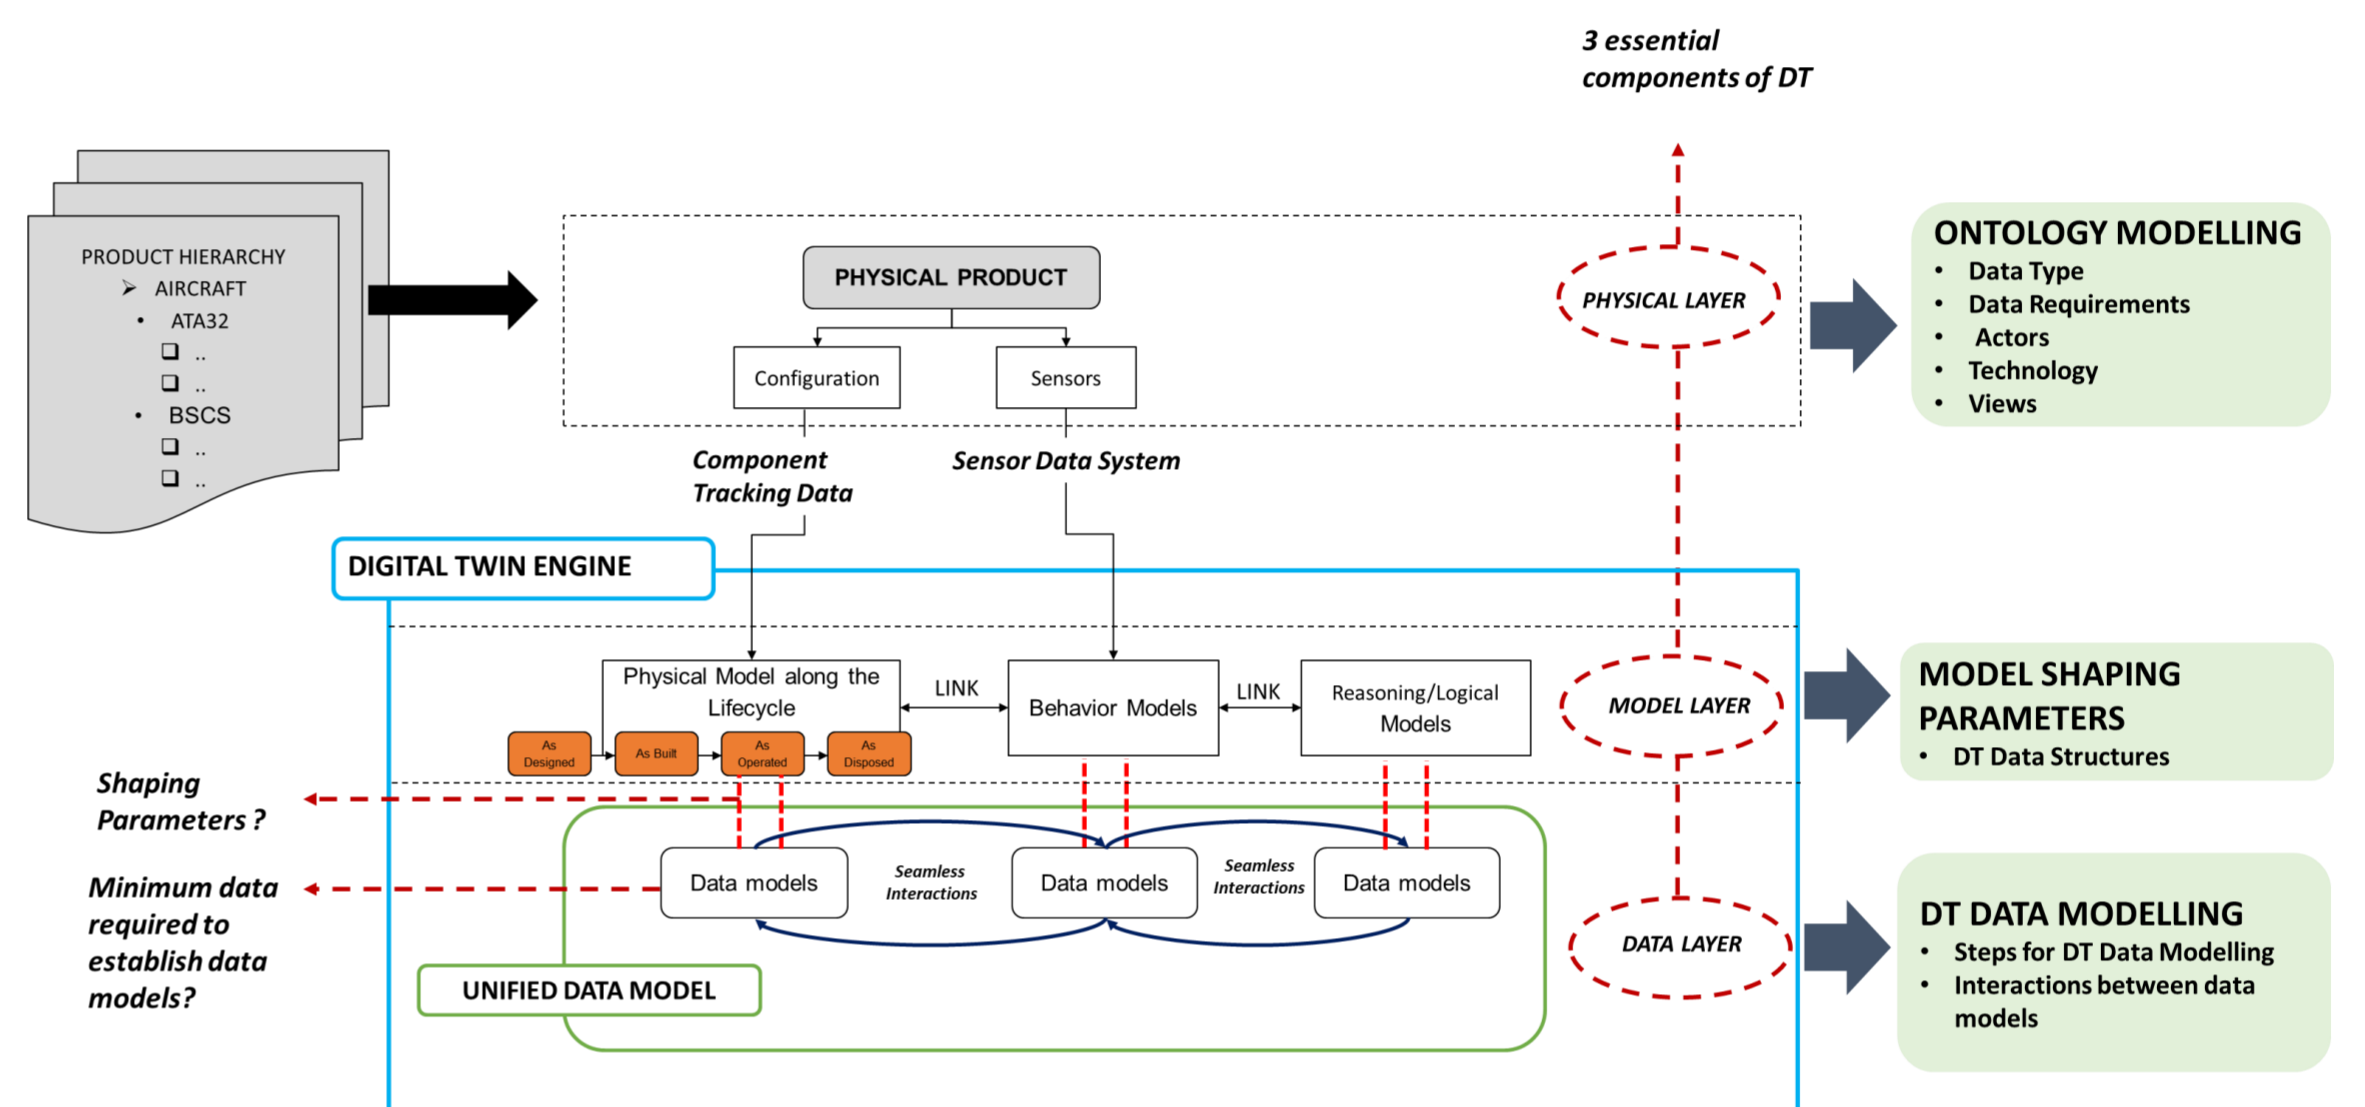 3 essential
components of DT
PRODUCT HIERARCHY
AIRCRAFT
ATA32
..
..
BSCS
..
..
PHYSICAL PRODUCT
Configuration
Sensors
PHYSICAL LAYER
ONTOLOGY MODELLING
• Data Type
• Data Requirements
• Actors
• Technology
• Views
Component
Tracking Data
Sensor Data System
DIGITAL TWIN ENGINE
Physical Model along the
Lifecycle
LINK
Behavior Models
LINK
Reasoning/Logical
Models
MODEL LAYER
As
Designed
As Built
As
Operated
As
Disposed
MODEL SHAPING
PARAMETERS
• DT Data Structures
Shaping
Parameters ?
Minimum data
required to
establish data
models?
Data models
Seamless
Interactions
Data models
Seamless
Interactions
Data models
UNIFIED DATA MODEL
DATA LAYER
DT DATA MODELLING
• Steps for DT Data Modelling
• Interactions between data
models